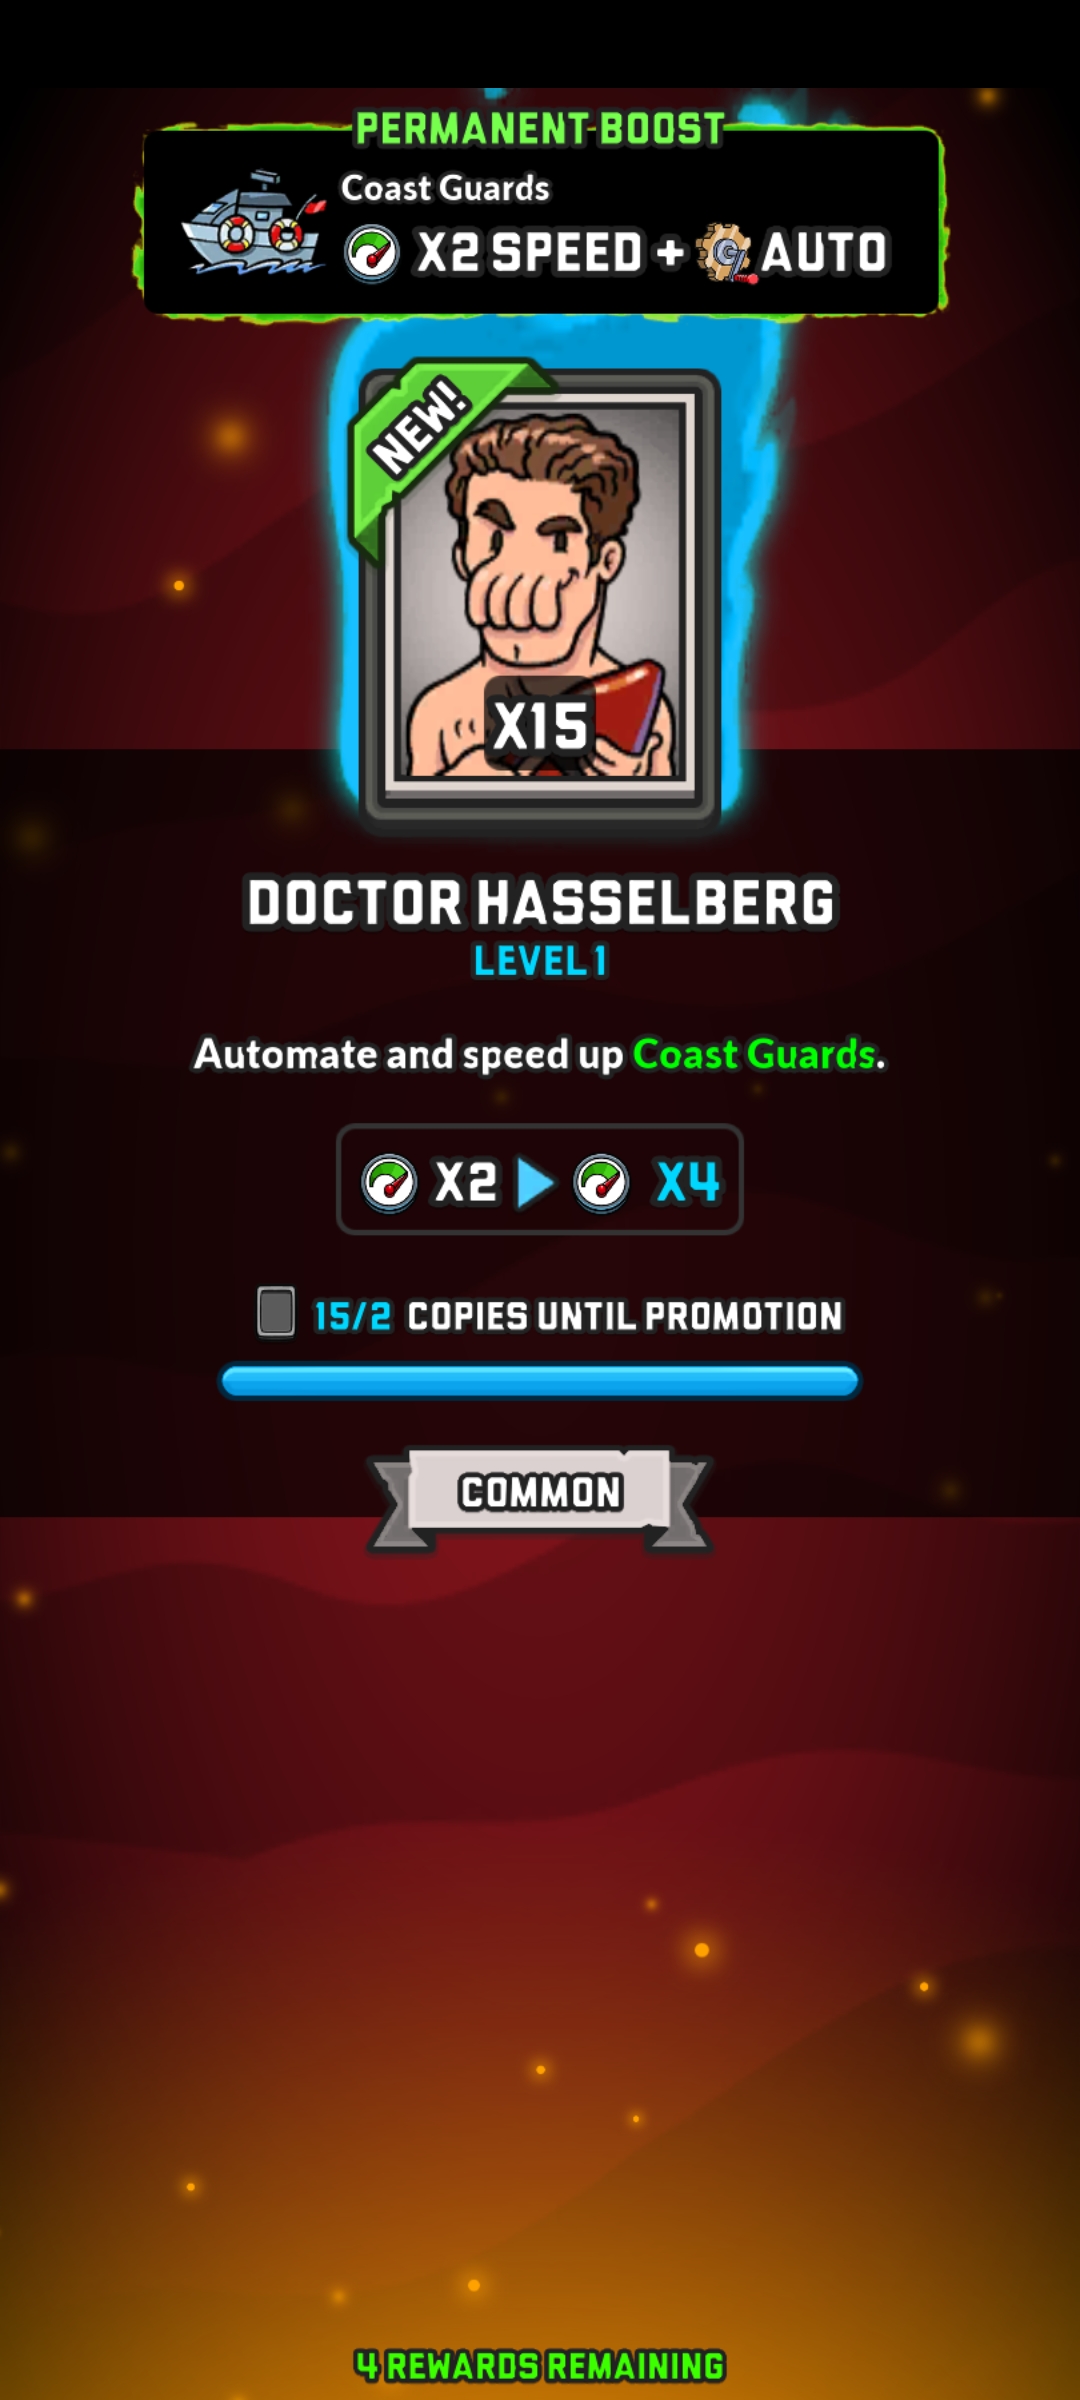 PERMANENT BOOST
Coast Guards
X2 SPEED + AUTO
NEW!
X15
DOCTOR HASSELBERG
LEVEL 1
Automate and speed up Coast Guards.
X2 X4
15/2 COPIES UNTIL PROMOTION
COMMON
4 REWARDS REMAINING